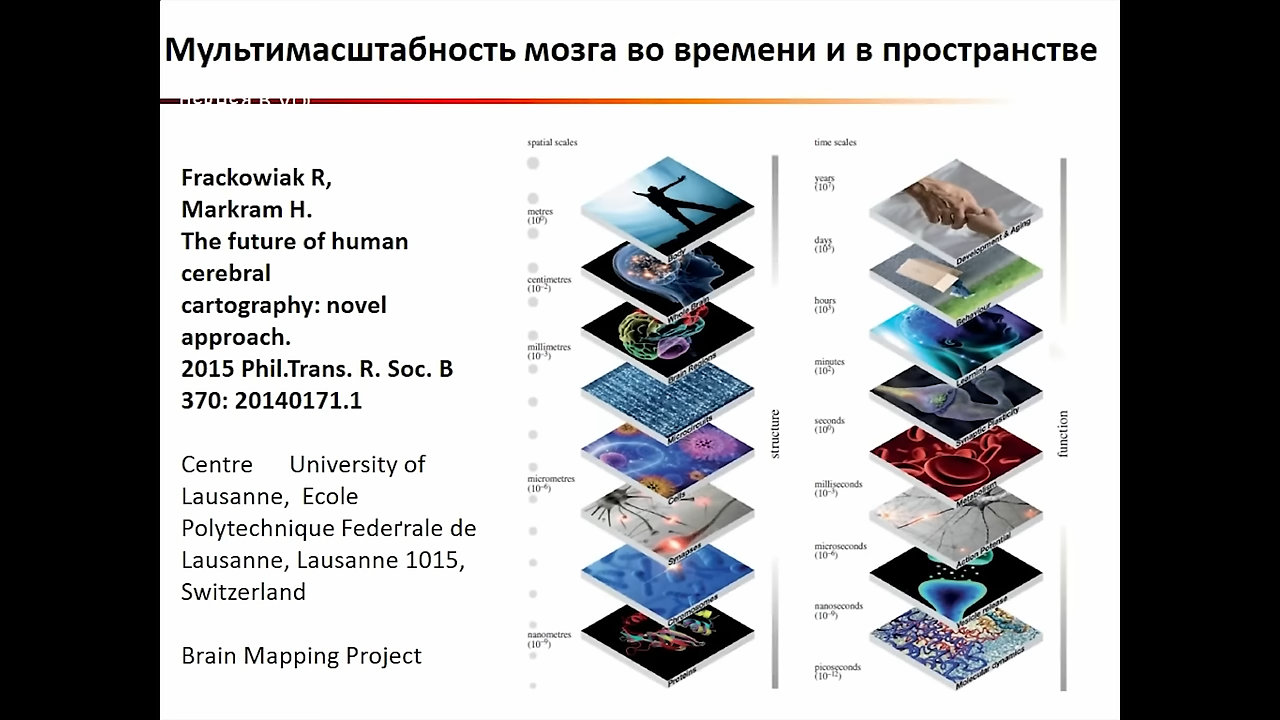 Мультимасштабность мозга во времени и в пространстве
Frackowiak R,
Markram H.
The future of human
cerebral
cartography: novel
approach.
2015 Phil.Trans. R. Soc. B
370: 20140171.1
Centre University of
Lausanne, Ecole
Polytechnique Federґrale de
Lausanne, Lausanne 1015,
Switzerland
Brain Mapping Project
spatial scales
metres
(10⁰)
centimetres
(10⁻²)
millimetres
(10⁻³)
micrometres
(10⁻⁶)
nanometres
(10⁻⁹)
Body
Whole Brain
Brain Regions
Microcircuits
Cells
Synapses
Chromosomes
Proteins
structure
time scales
years
(10⁷)
days
(10⁵)
hours
(10³)
minutes
(10²)
seconds
(10⁰)
milliseconds
(10⁻³)
microseconds
(10⁻⁶)
nanoseconds
(10⁻⁹)
picoseconds
(10⁻¹²)
Development & Aging
Behaviour
Learning
Synaptic Plasticity
Metabolism
Action Potential
Vesicle release
Molecular dynamics
function